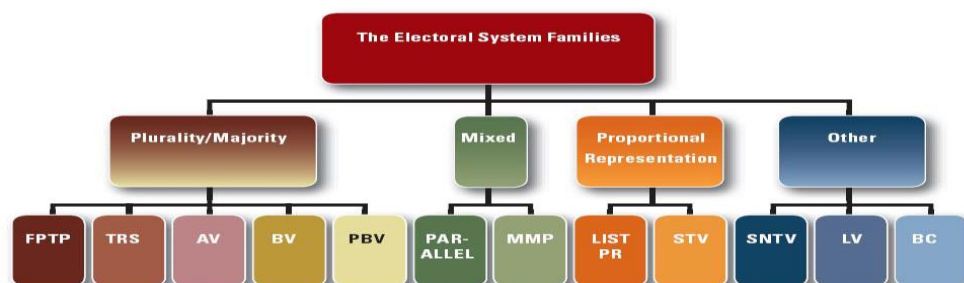 The Electoral System Families
Plurality/Majority
Mixed
Proportional
Representation
Other
FPTP
TRS
AV
BV
PBV
PAR-
ALLEL
MMP
LIST
PR
STV
SNTV
LV
BC